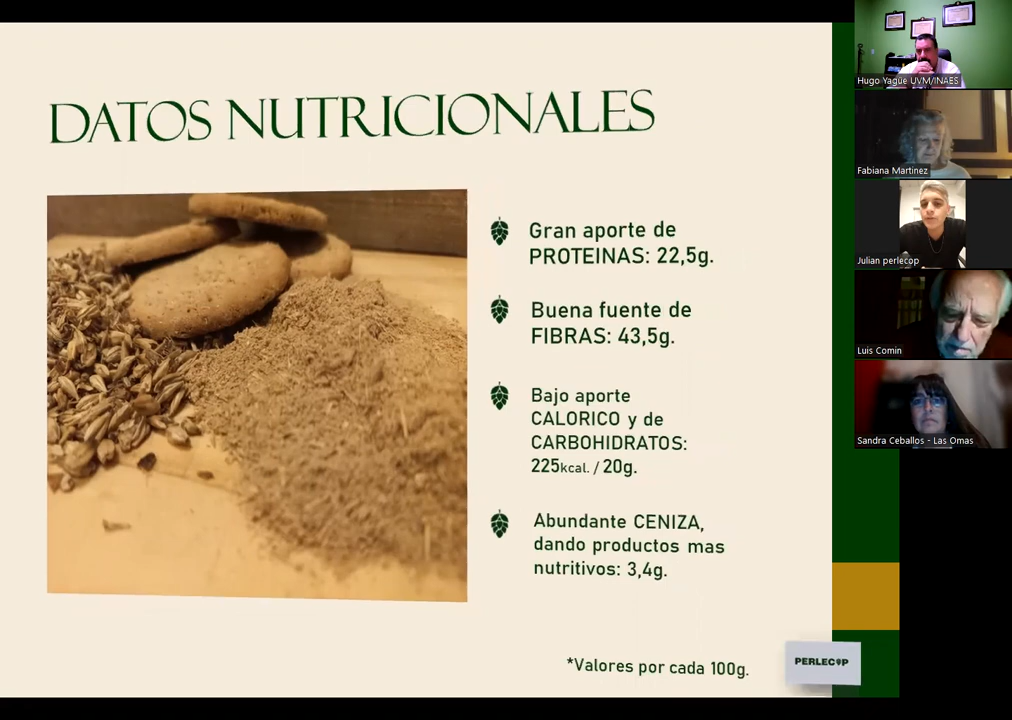 DATOS NUTRICIONALES
Gran aporte de
PROTEINAS: 22,5g.
Buena fuente de
FIBRAS: 43,5g.
Bajo aporte
CALORICO y de
CARBOHIDRATOS:
225kcal. / 20g.
Abundante CENIZA,
dando productos mas
nutritivos: 3,4g.
*Valores por cada 100g.
PERLECOP
Hugo Yagüe UVM/INAES
Fabiana Martinez
Julian perlecop
Luis Comin
Sandra Ceballos - Las Omas